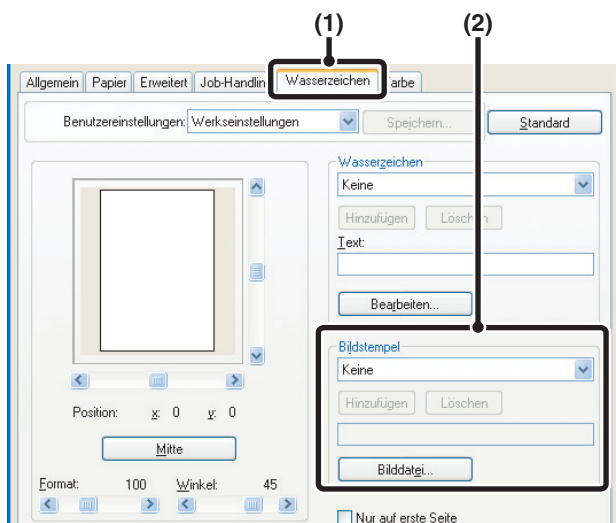 (1) (2)
Allgemein Papier Erweitert Job-Handlin Wasserzeichen arbe
Benutzereinstellungen: Werkseinstellungen Speichern... Standard
Wasserzeichen
Keine
Hinzufügen Löschen
Text:
Bearbeiten...
Bildstempel
Keine
Hinzufügen Löschen
Bilddatei...
Nur auf erste Seite
Position: x: 0 y: 0
Mitte
Format: 100 Winkel: 45